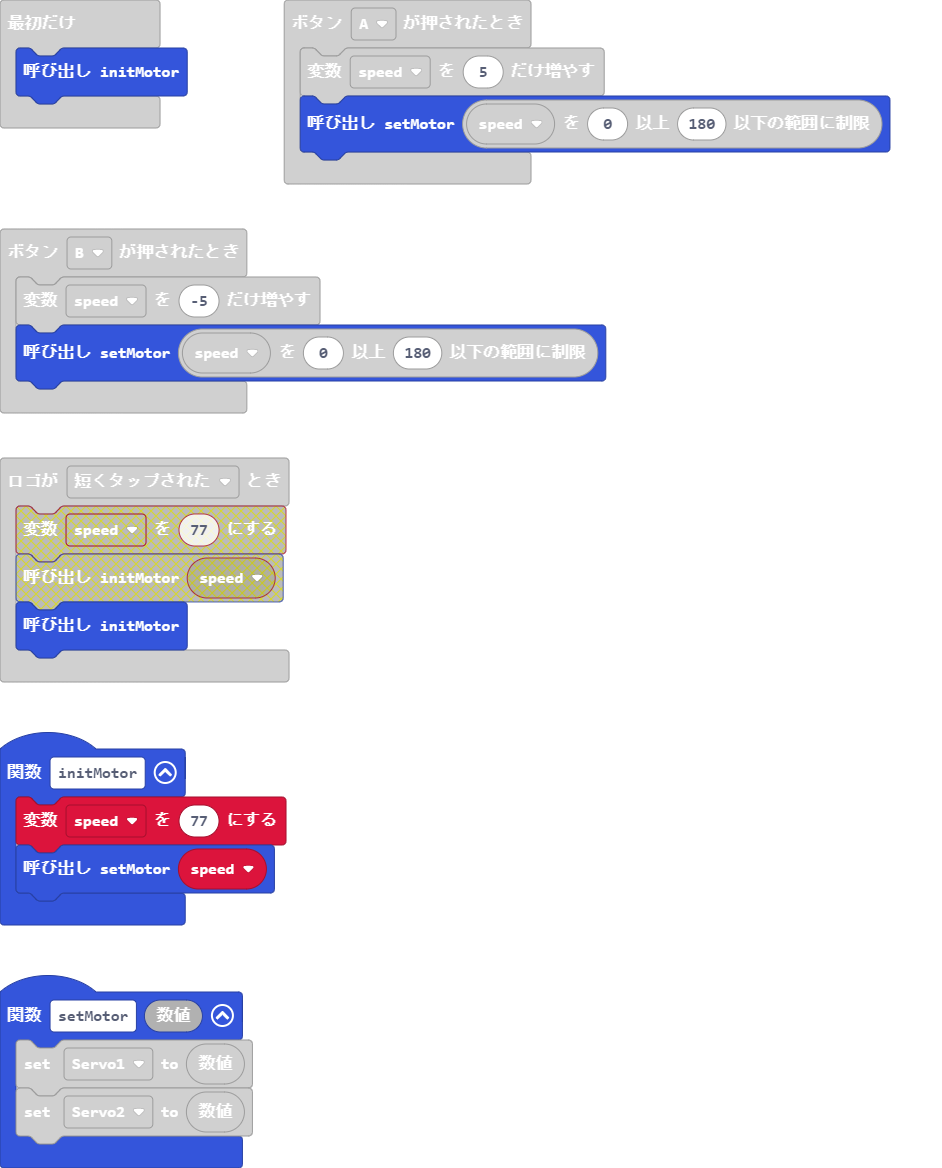 最初だけ
呼び出し initMotor
ボタン A が押されたとき
変数 speed を 5 だけ増やす
呼び出し setMotor speed を 0 以上 180 以下の範囲に制限
ボタン B が押されたとき
変数 speed を -5 だけ増やす
呼び出し setMotor speed を 0 以上 180 以下の範囲に制限
ロゴが 短くタップされた とき
変数 speed を 77 にする
呼び出し initMotor speed
呼び出し initMotor
関数 initMotor
変数 speed を 77 にする
呼び出し setMotor speed
関数 setMotor 数値
set Servo1 to 数値
set Servo2 to 数値